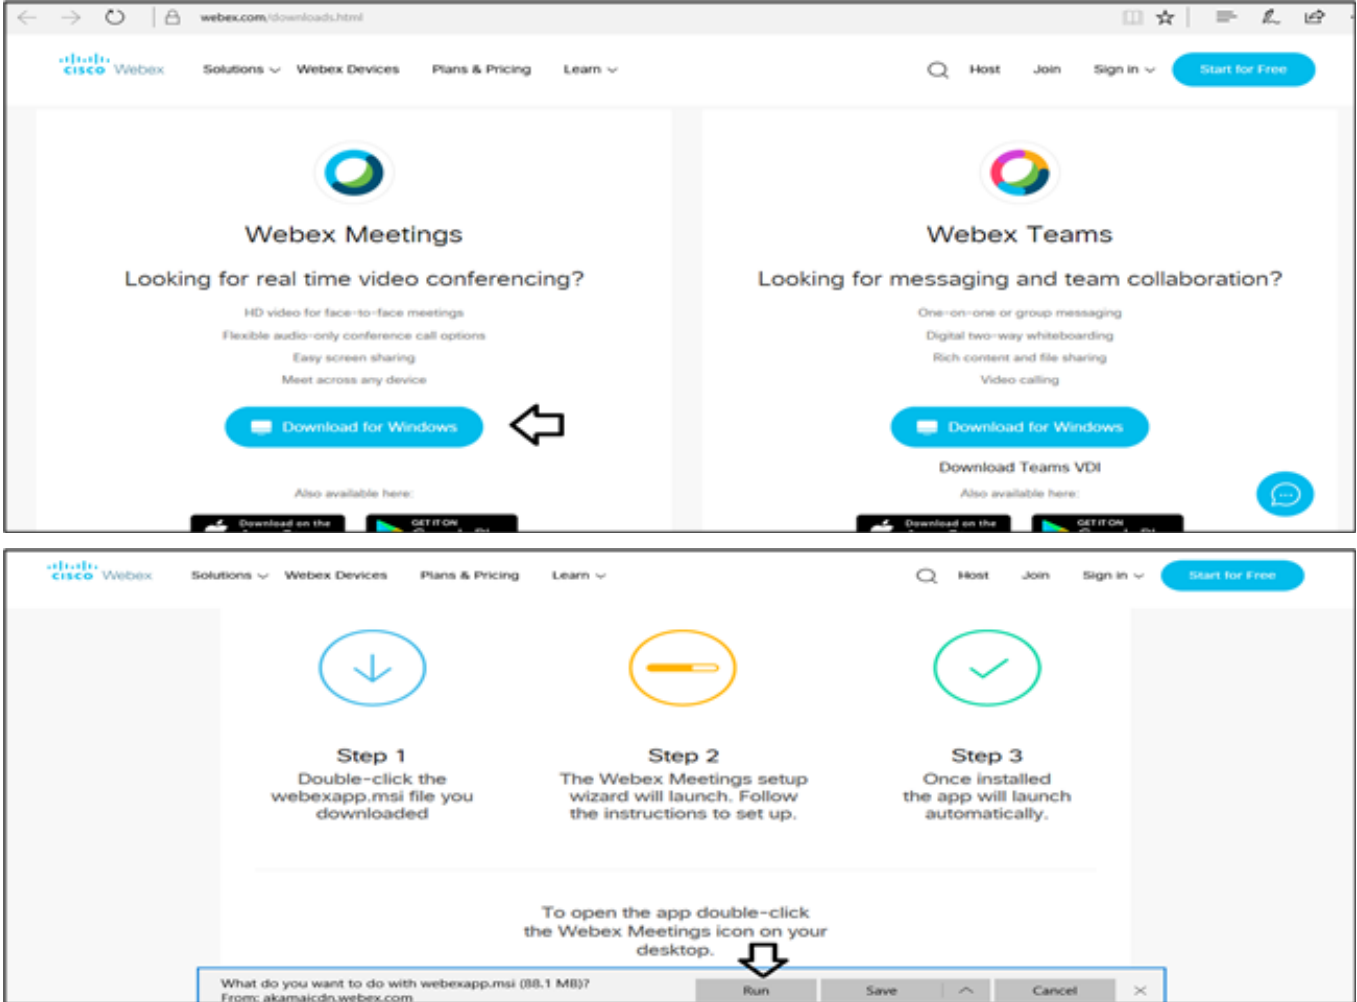 webex.com/downloads.html
CISCO Webex Solutions Webex Devices Plans & Pricing Learn Host Join Sign in Start for Free
Webex Meetings
Looking for real time video conferencing?
HD video for face-to-face meetings
Flexible audio-only conference call options
Easy screen sharing
Meet across any device
Download for Windows
Also available here:
Download on the
GET IT ON
Webex Teams
Looking for messaging and team collaboration?
One-on-one or group messaging
Digital two-way whiteboarding
Rich content and file sharing
Video calling
Download for Windows
Download Teams VDI
Also available here:
Download on the
GET IT ON
CISCO Webex Solutions Webex Devices Plans & Pricing Learn Host Join Sign in Start for Free
Step 1
Double-click the
webexapp.msi file you
downloaded
Step 2
The Webex Meetings setup
wizard will launch. Follow
the instructions to set up.
Step 3
Once installed
the app will launch
automatically.
To open the app double-click
the Webex Meetings icon on your
desktop.
What do you want to do with webexapp.msi (88.1 MB)?
From: akamaicdn.webex.com
Run Save Cancel